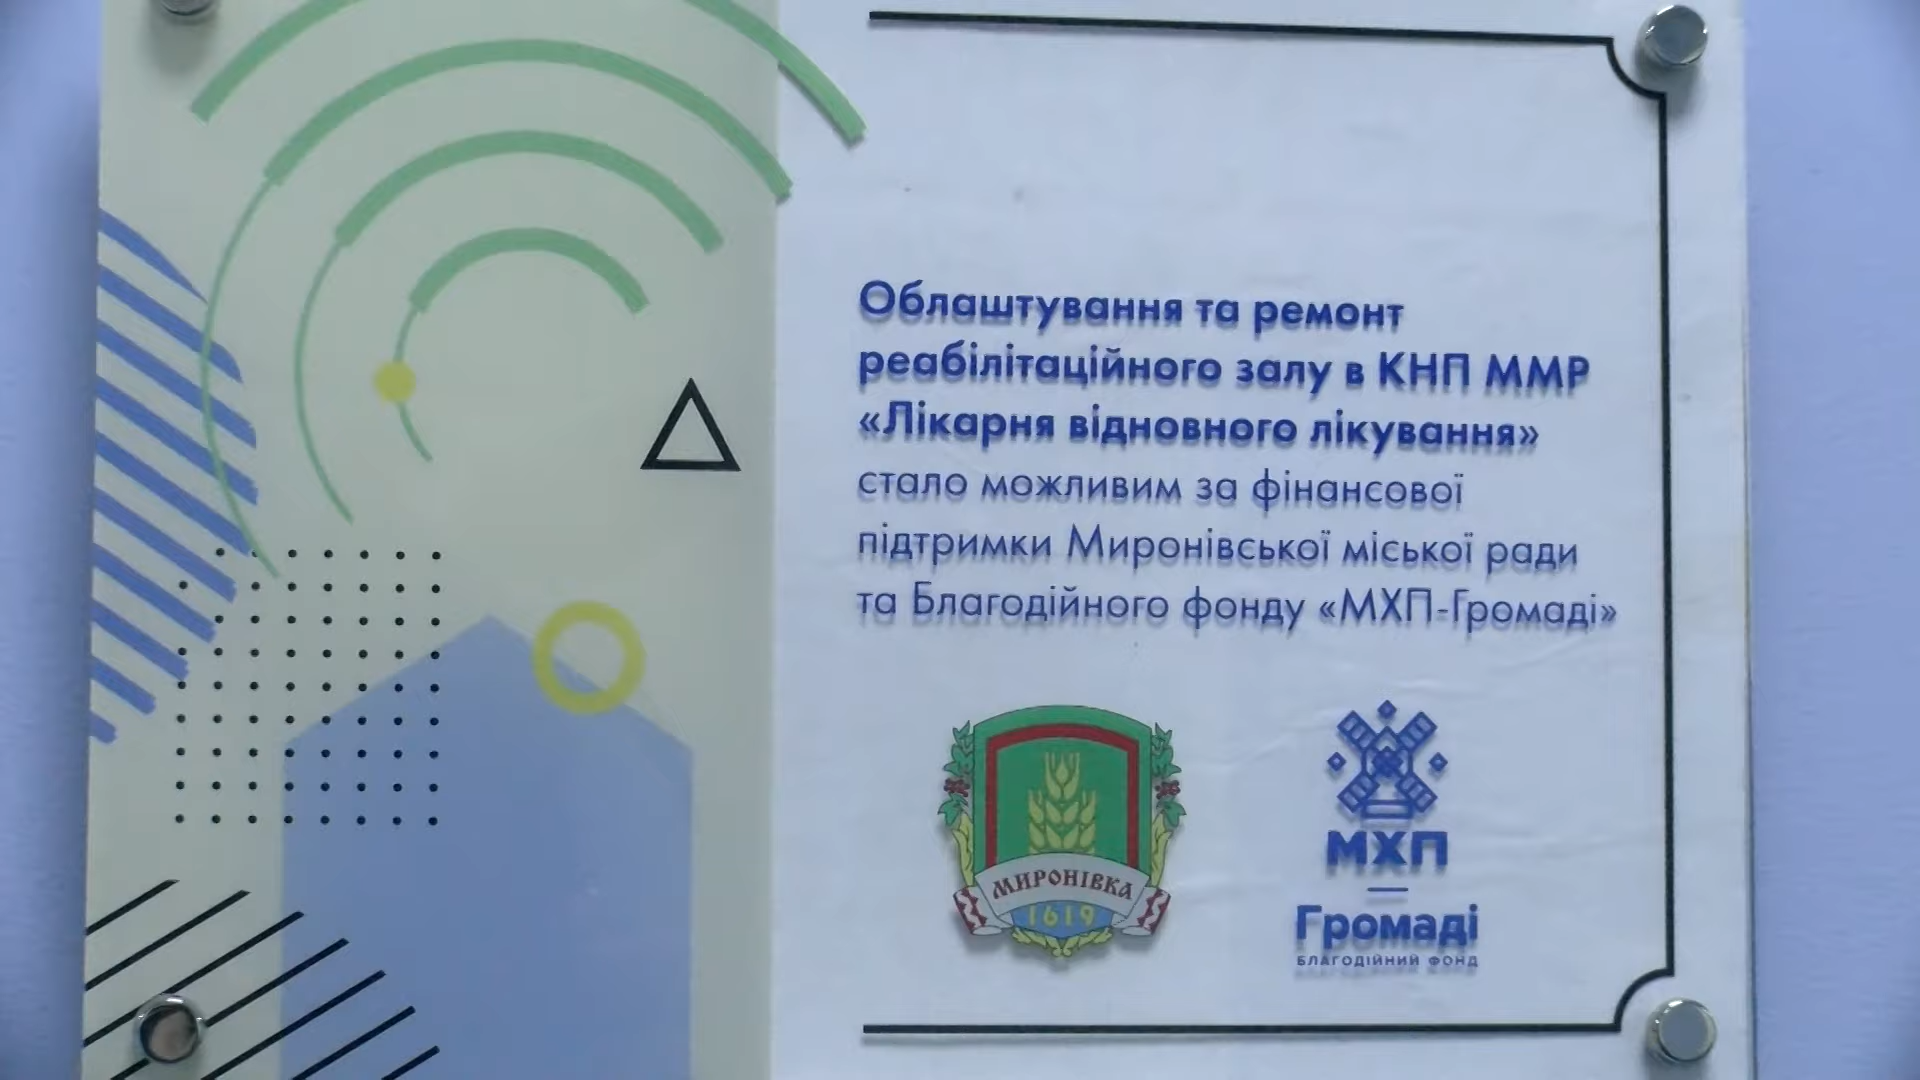 Облаштування та ремонт
реабілітаційного залу в КНП ММР
«Лікарня відновного лікування»
стало можливим за фінансової
підтримки Миронівської міської ради
та Благодійного фонду «МХП-Громаді»
МИРОНІВКА
1619
МХП
Громаді
БЛАГОДІЙНИЙ ФОНД